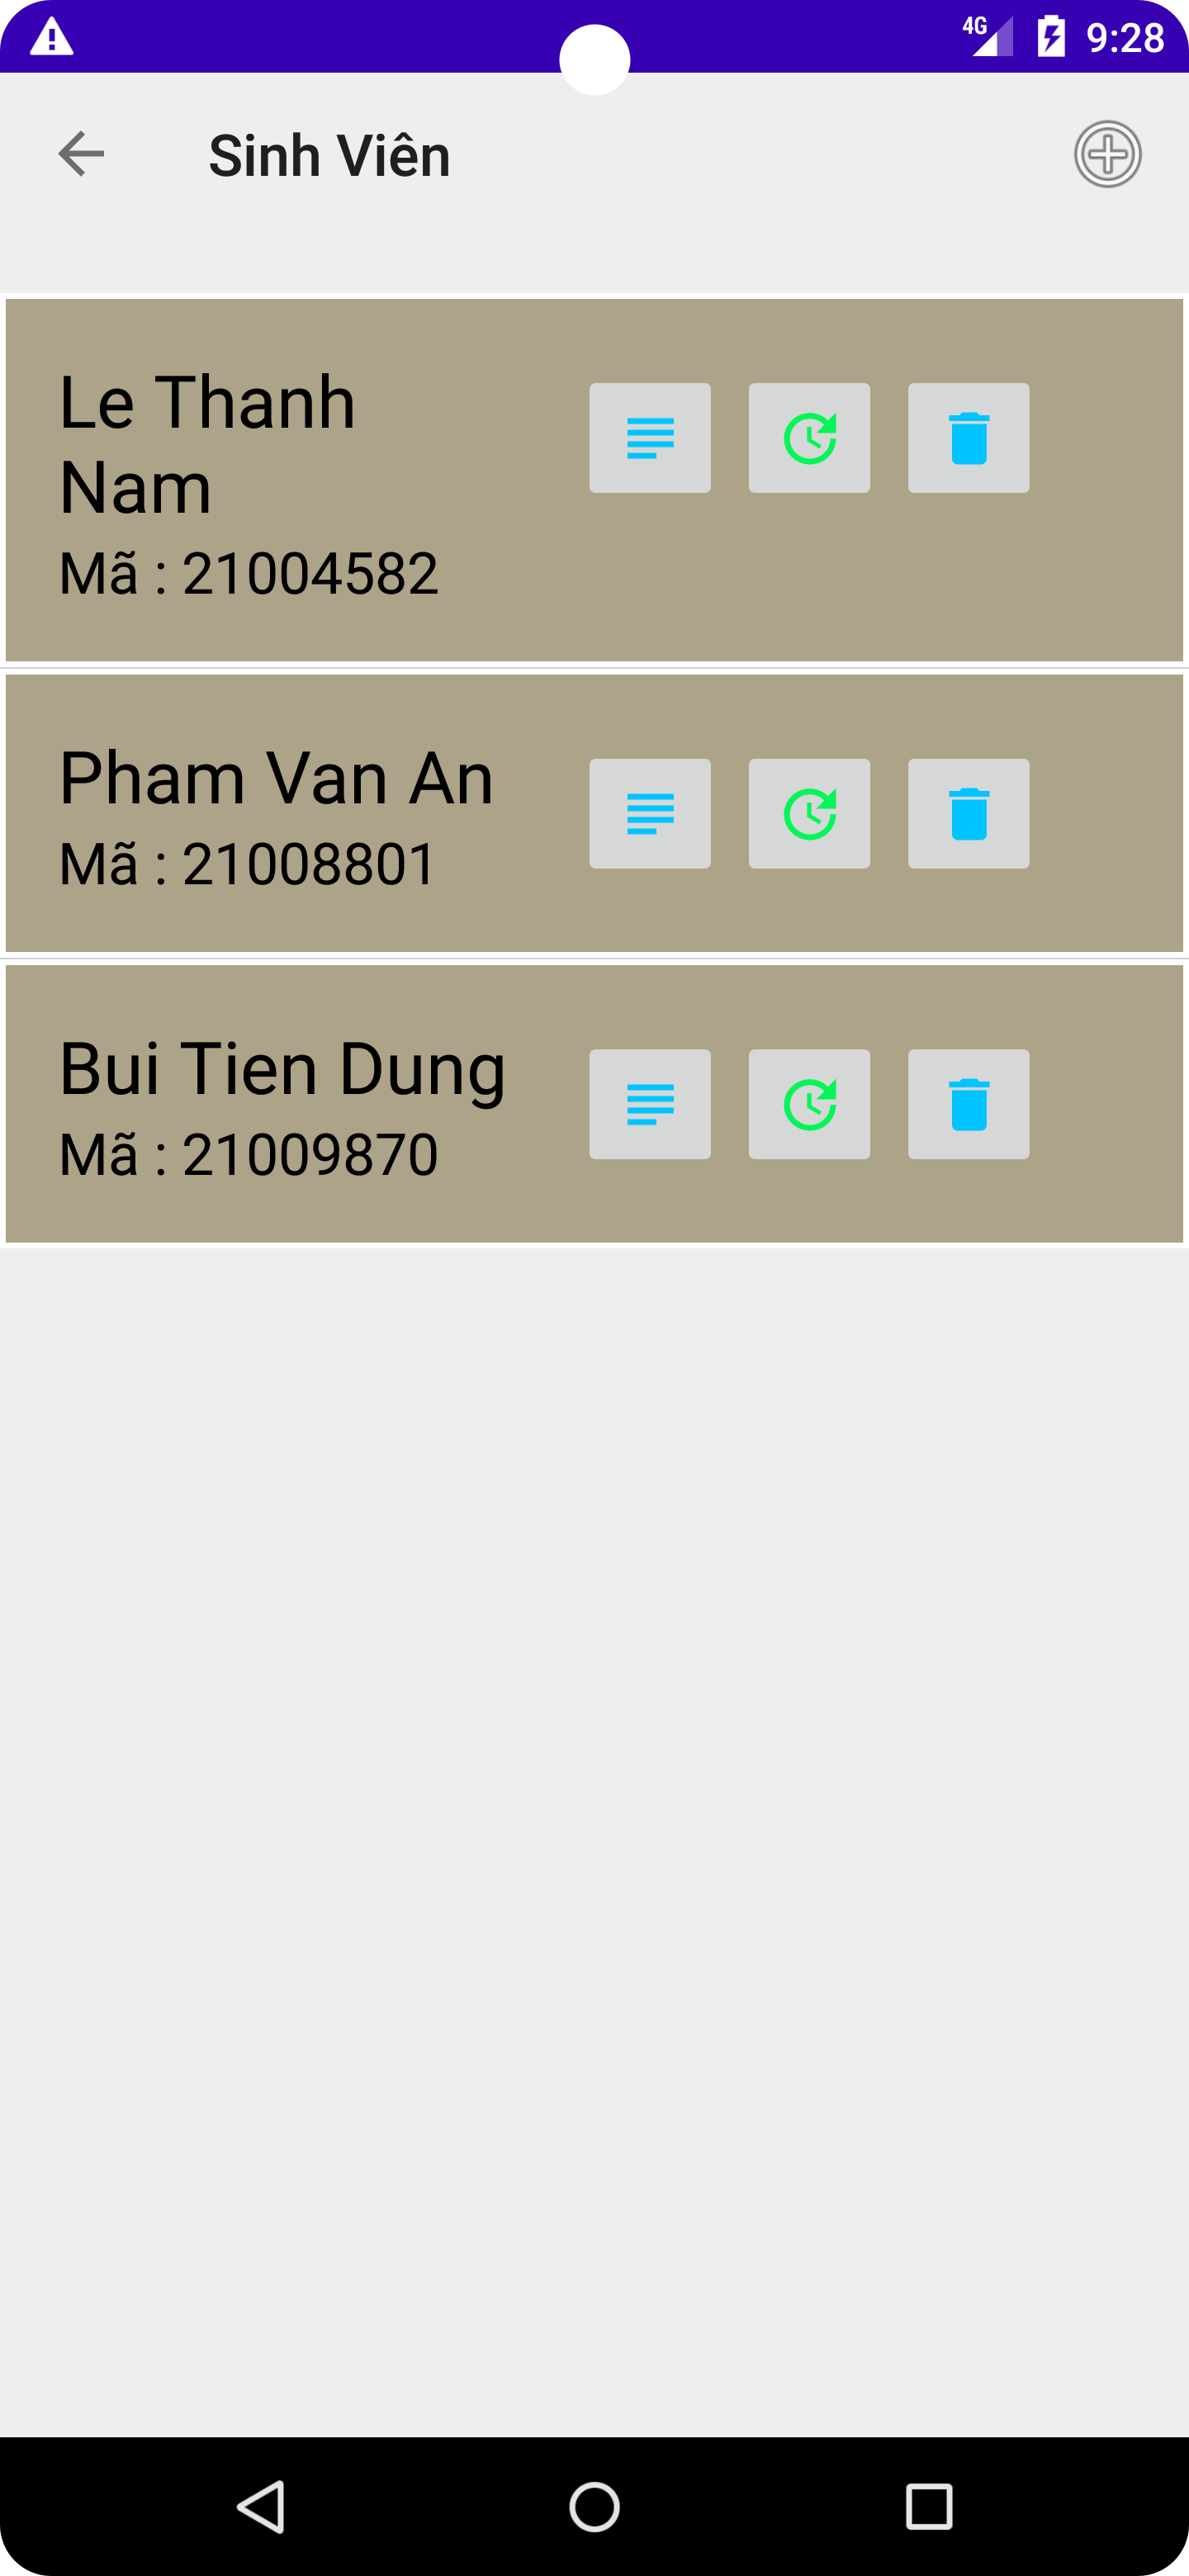 4G 9:28
Sinh Viên
Le Thanh
Nam
Mã : 21004582
Pham Van An
Mã : 21008801
Bui Tien Dung
Mã : 21009870